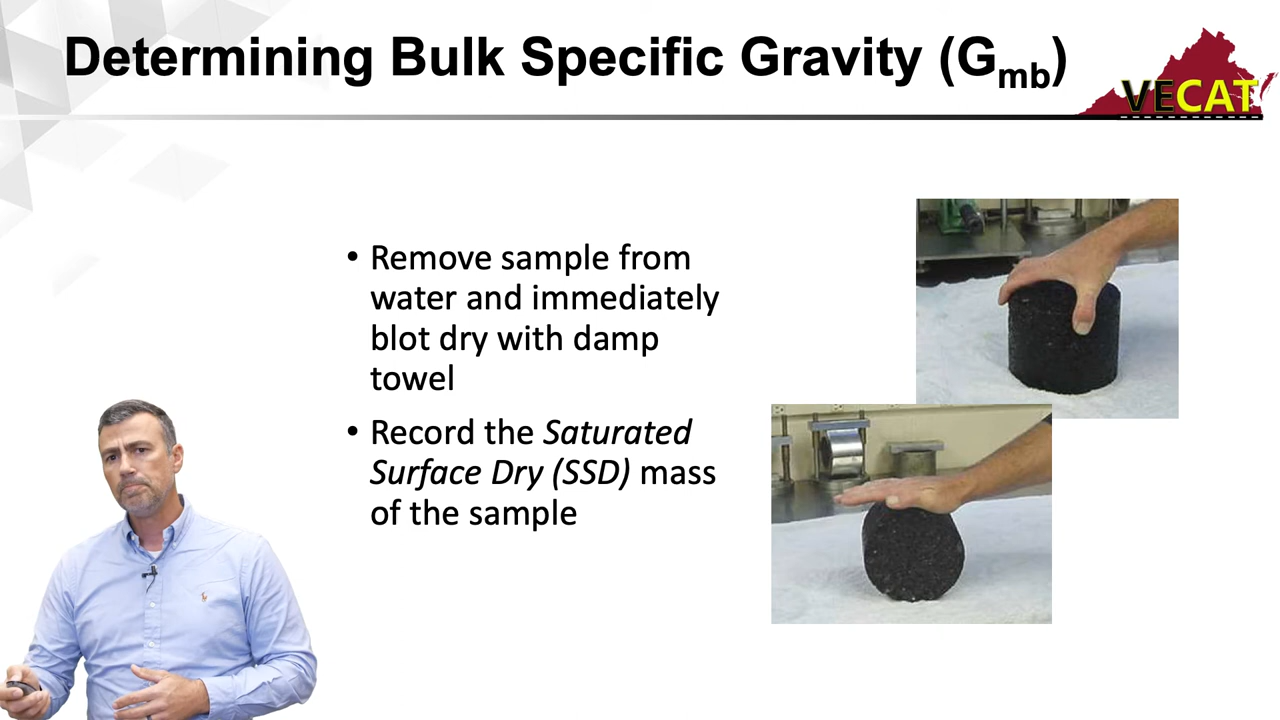 Determining Bulk Specific Gravity (Gmb)
VECAT
• Remove sample from
water and immediately
blot dry with damp
towel
• Record the Saturated
Surface Dry (SSD) mass
of the sample